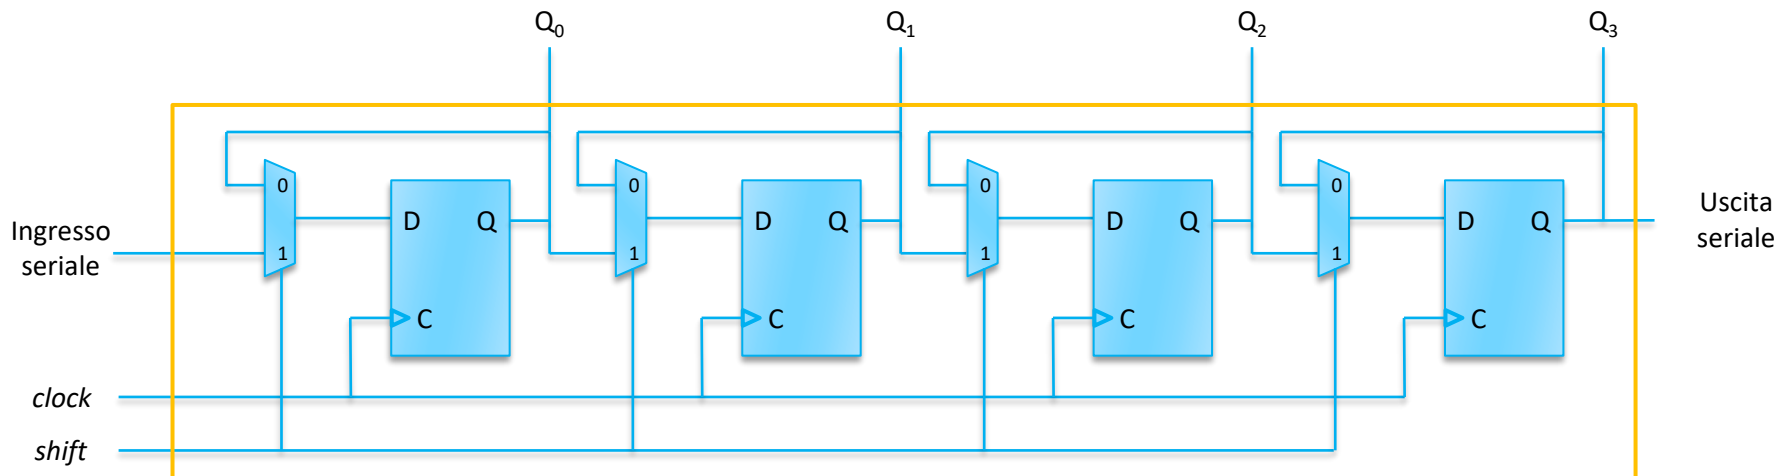 Q0 Q1 Q2 Q3
0 0 0 0
D Q D Q D Q D Q
Ingresso
seriale
1 1 1 1
Uscita
seriale
C C C C
clock
shift